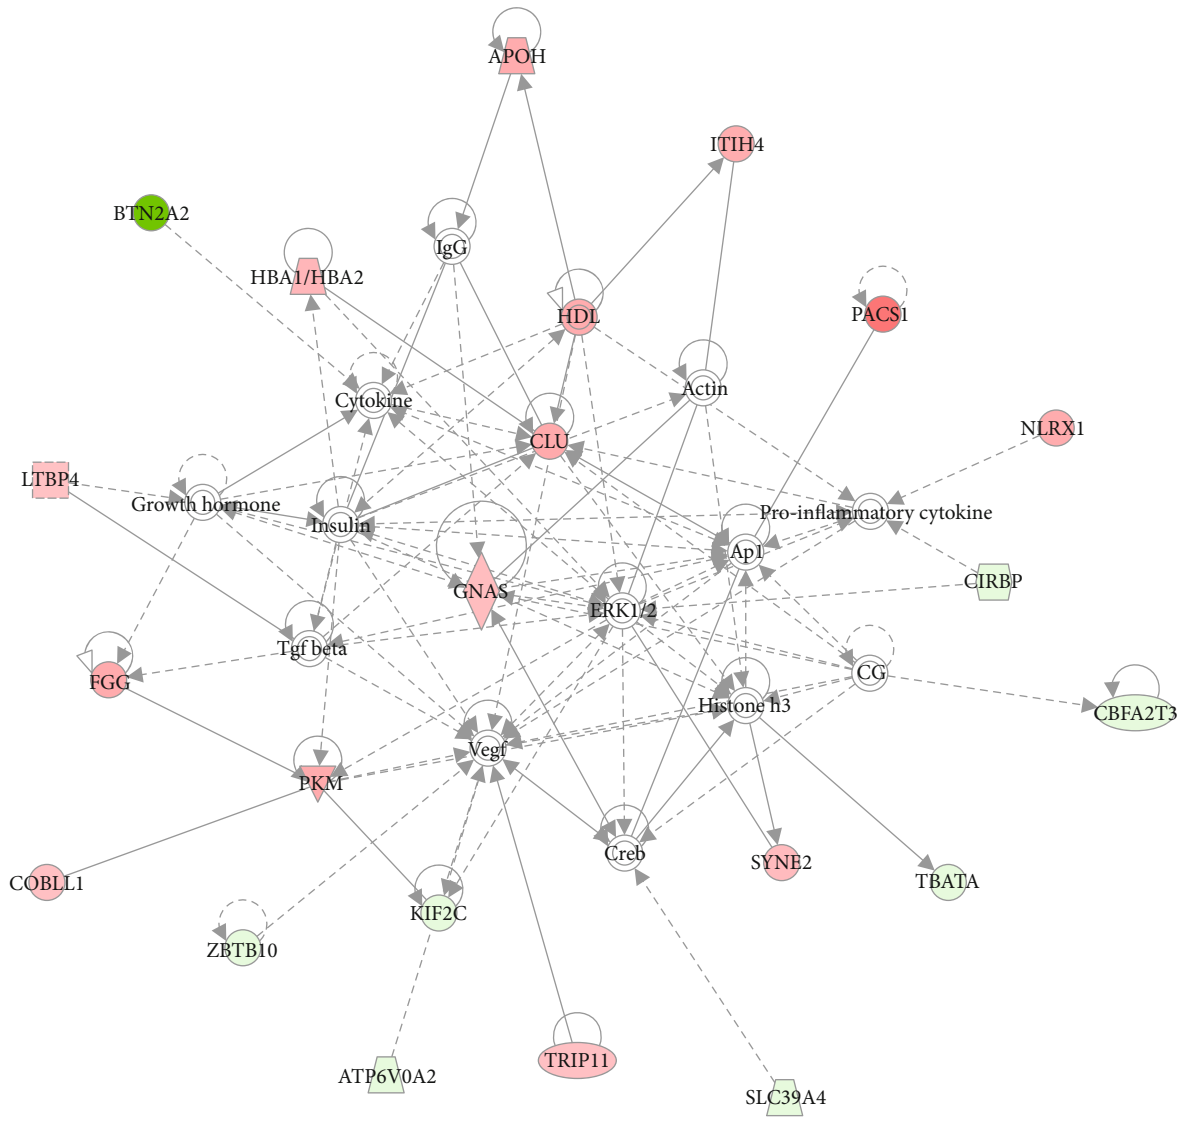 APOH
ITIH4
BTN2A2
IgG
HBA1/HBA2
HDL
PACS1
Actin
Cytokine
NLRX1
CLU
LTBP4
Growth hormone
Pro-inflammatory cytokine
Insulin
Ap1
CIRBP
GNAS
ERK1/2
Tgf beta
CG
FGG
Histone h3
CBFA2T3
Vegf
PKM
Creb
SYNE2
TBATA
COBLL1
KIF2C
ZBTB10
TRIP11
ATP6V0A2
SLC39A4